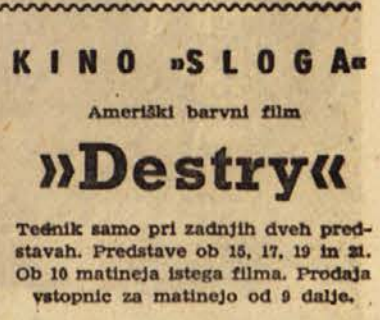 KINO »SLOGA«
Ameriški barvni film
»Destry«
Tednik samo pri zadnjih dveh pred-
stavah. Predstave ob 15, 17, 19 in 21.
Ob 10 matineja istega filma. Prodaja
vstopnic za matinejo od 9 dalje.